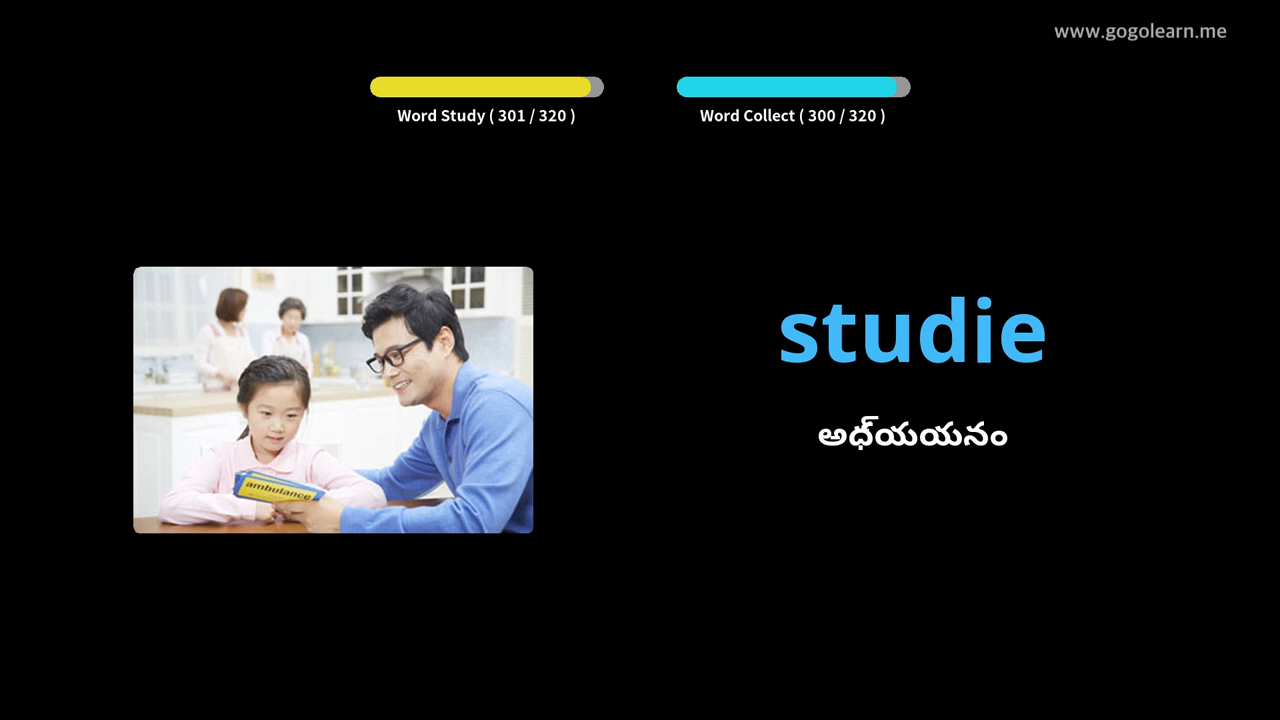 www.gogolearn.me
Word Study ( 301 / 320 )
Word Collect ( 300 / 320 )
studie
అధ్యయనం
ambulance